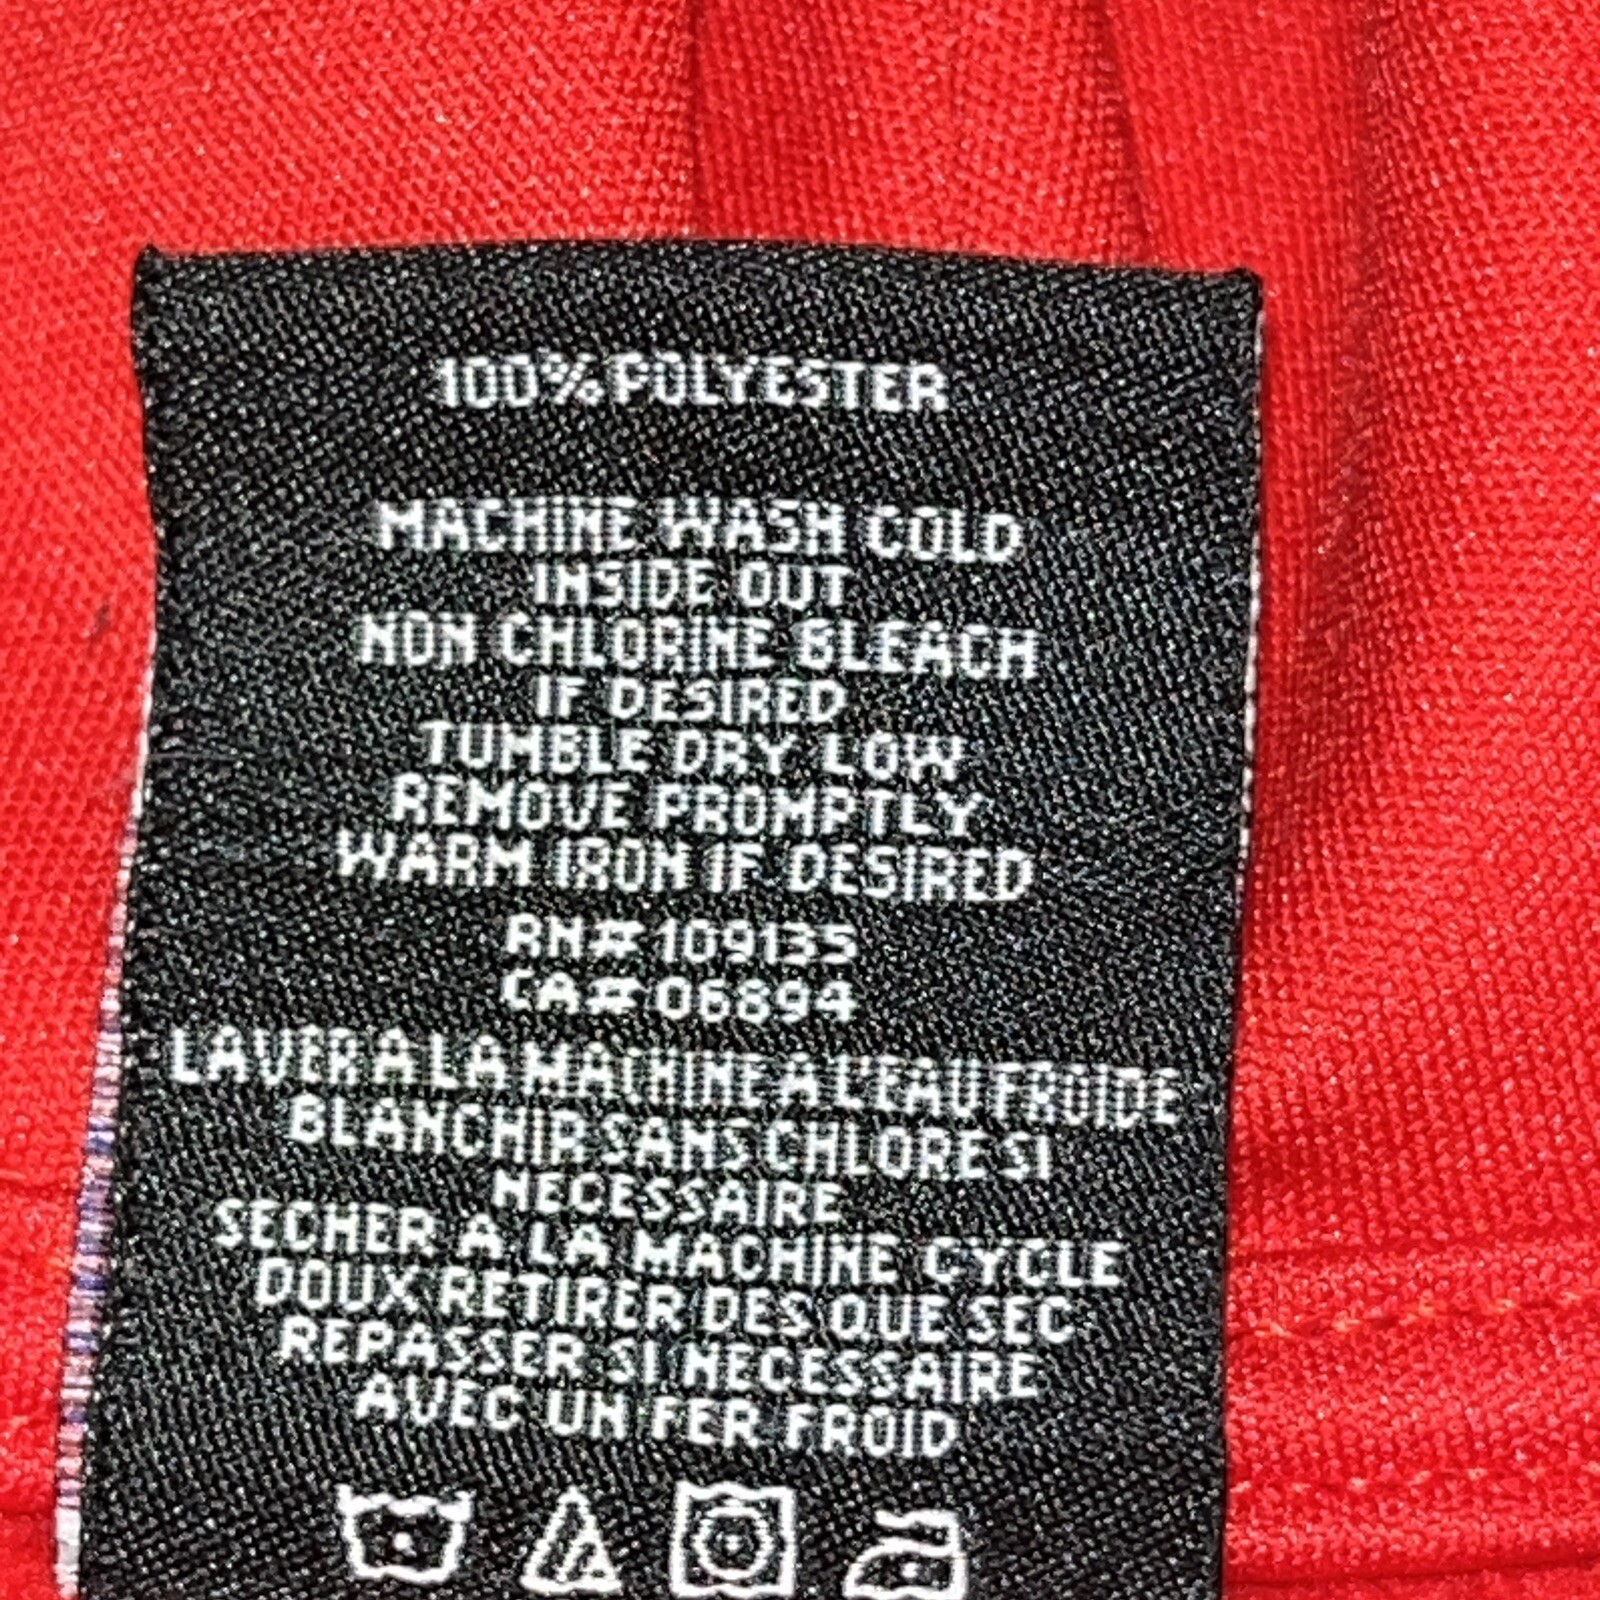 100% POLYESTER
MACHINE WASH COLD
INSIDE OUT
NON CHLORINE BLEACH
IF DESIRED
TUMBLE DRY LOW
REMOVE PROMPTLY
WARM IRON IF DESIRED
RN# 109135
CA# 06894
LAVER A LA MACHINE A L'EAU FROIDE
BLANCHIR SANS CHLORE SI
NECESSAIRE
SECHER A LA MACHINE CYCLE
DOUX RETIRER DES QUE SEC
REPASSER SI NECESSAIRE
AVEC UN FER FROID